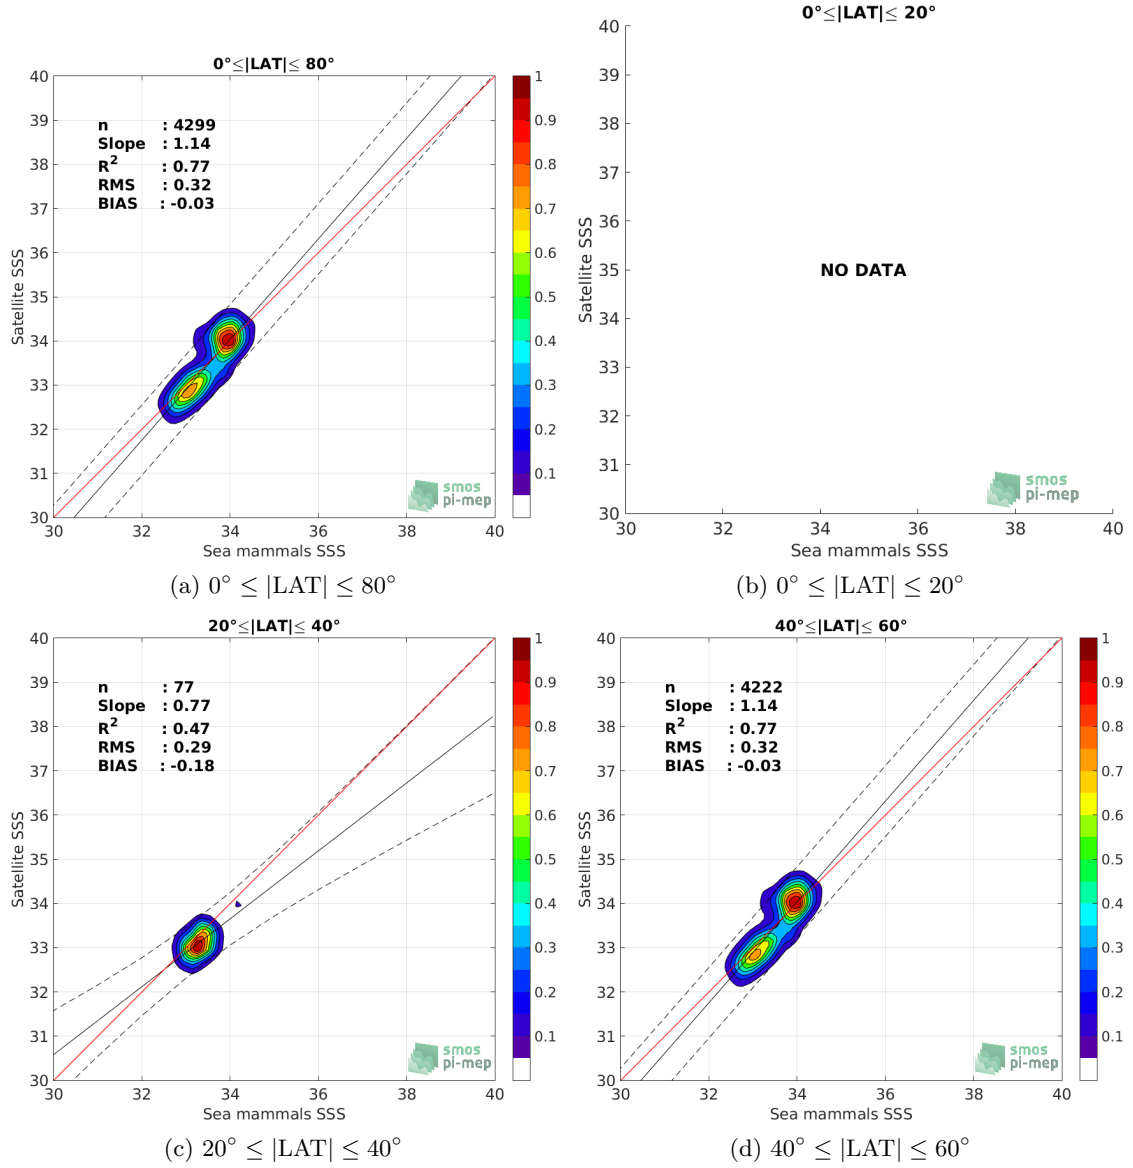 0°≤|LAT|≤ 80°
40
39
38
37
36
35
34
33
32
31
30
30
32
34
36
38
40
Satellite SSS
Sea mammals SSS
n : 4299
Slope : 1.14
R² : 0.77
RMS : 0.32
BIAS : -0.03
1
0.9
0.8
0.7
0.6
0.5
0.4
0.3
0.2
0.1
smos
pi-mep
(a) 0° ≤ |LAT| ≤ 80°
0°≤|LAT|≤ 20°
40
39
38
37
36
35
34
33
32
31
30
30
32
34
36
38
40
Satellite SSS
Sea mammals SSS
NO DATA
smos
pi-mep
(b) 0° ≤ |LAT| ≤ 20°
20°≤|LAT|≤ 40°
40
39
38
37
36
35
34
33
32
31
30
30
32
34
36
38
40
Satellite SSS
Sea mammals SSS
n : 77
Slope : 0.77
R² : 0.47
RMS : 0.29
BIAS : -0.18
1
0.9
0.8
0.7
0.6
0.5
0.4
0.3
0.2
0.1
smos
pi-mep
(c) 20° ≤ |LAT| ≤ 40°
40°≤|LAT|≤ 60°
40
39
38
37
36
35
34
33
32
31
30
30
32
34
36
38
40
Satellite SSS
Sea mammals SSS
n : 4222
Slope : 1.14
R² : 0.77
RMS : 0.32
BIAS : -0.03
1
0.9
0.8
0.7
0.6
0.5
0.4
0.3
0.2
0.1
smos
pi-mep
(d) 40° ≤ |LAT| ≤ 60°